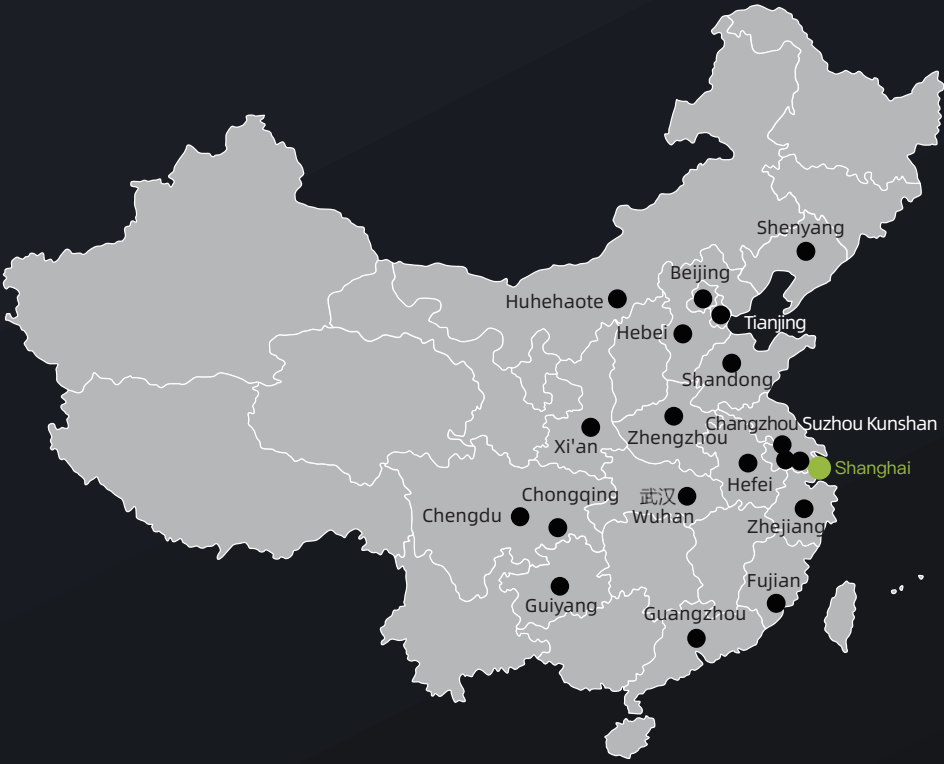 Shenyang
Beijing
Huhehaote
Tianjing
Hebei
Shandong
Changzhou Suzhou Kunshan
Zhengzhou
Xi'an
Shanghai
Hefei
Chongqing
武汉
Wuhan
Chengdu
Zhejiang
Fujian
Guiyang
Guangzhou